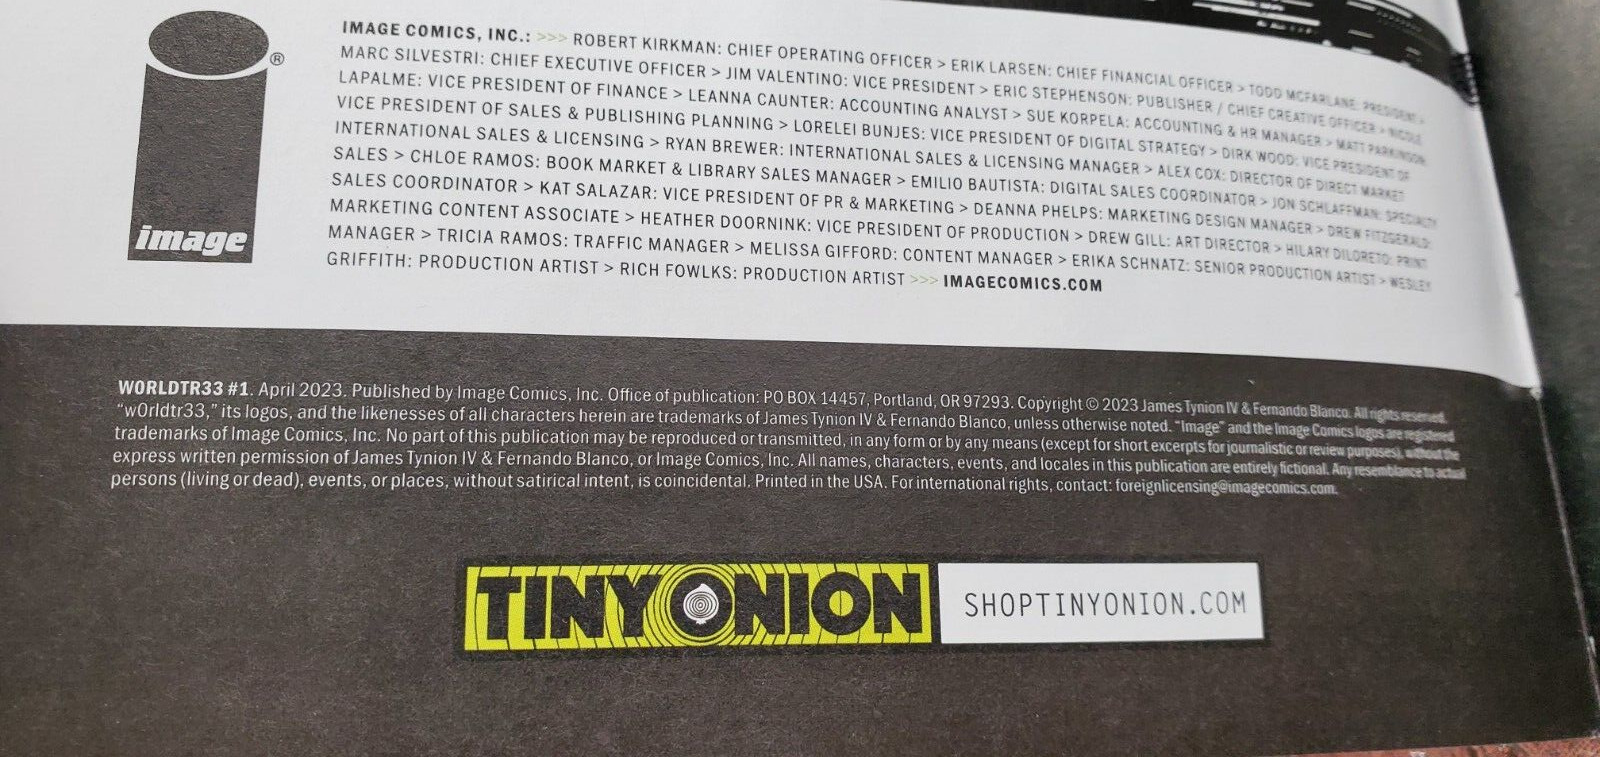 ®
image
IMAGE COMICS, INC.: >>> ROBERT KIRKMAN: CHIEF OPERATING OFFICER > ERIK LARSEN: CHIEF FINANCIAL OFFICER > TODD MCFARLANE: PRESIDENT >
MARC SILVESTRI: CHIEF EXECUTIVE OFFICER > JIM VALENTINO: VICE PRESIDENT > ERIC STEPHENSON: PUBLISHER / CHIEF CREATIVE OFFICER > NICOLE
LAPALME: VICE PRESIDENT OF FINANCE > LEANNA CAUNTER: ACCOUNTING ANALYST > SUE KORPELA: ACCOUNTING & HR MANAGER > MATT PARKINSON:
VICE PRESIDENT OF SALES & PUBLISHING PLANNING > LORELEI BUNJES: VICE PRESIDENT OF DIGITAL STRATEGY > DIRK WOOD: VICE PRESIDENT OF
INTERNATIONAL SALES & LICENSING > RYAN BREWER: INTERNATIONAL SALES & LICENSING MANAGER > ALEX COX: DIRECTOR OF DIRECT MARKET
SALES > CHLOE RAMOS: BOOK MARKET & LIBRARY SALES MANAGER > EMILIO BAUTISTA: DIGITAL SALES COORDINATOR > JON SCHLAFFMAN: SPECIALTY
SALES COORDINATOR > KAT SALAZAR: VICE PRESIDENT OF PR & MARKETING > DEANNA PHELPS: MARKETING DESIGN MANAGER > DREW FITZGERALD:
MARKETING CONTENT ASSOCIATE > HEATHER DOORNINK: VICE PRESIDENT OF PRODUCTION > DREW GILL: ART DIRECTOR > HILARY DILORETO: PRINT
MANAGER > TRICIA RAMOS: TRAFFIC MANAGER > MELISSA GIFFORD: CONTENT MANAGER > ERIKA SCHNATZ: SENIOR PRODUCTION ARTIST > WESLEY
GRIFFITH: PRODUCTION ARTIST > RICH FOWLKS: PRODUCTION ARTIST >>> IMAGECOMICS.COM
WORLDTR33 #1. April 2023. Published by Image Comics, Inc. Office of publication: PO BOX 14457, Portland, OR 97293. Copyright © 2023 James Tynion IV & Fernando Blanco. All rights reserved.
“w0rldtr33,” its logos, and the likenesses of all characters herein are trademarks of James Tynion IV & Fernando Blanco, unless otherwise noted. “Image” and the Image Comics logos are registered
trademarks of Image Comics, Inc. No part of this publication may be reproduced or transmitted, in any form or by any means (except for short excerpts for journalistic or review purposes), without the
express written permission of James Tynion IV & Fernando Blanco, or Image Comics, Inc. All names, characters, events, and locales in this publication are entirely fictional. Any resemblance to actual
persons (living or dead), events, or places, without satirical intent, is coincidental. Printed in the USA. For international rights, contact: foreignlicensing@imagecomics.com.
TINY ONION SHOPTINYONION.COM